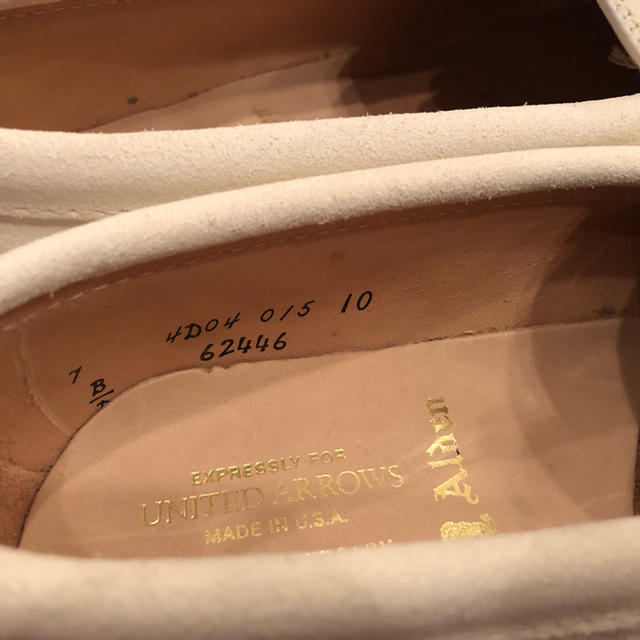 4D04 015 10
62446
7 B
EXPRESSLY FOR
UNITED ARROWS
MADE IN U.S.A.
Alden